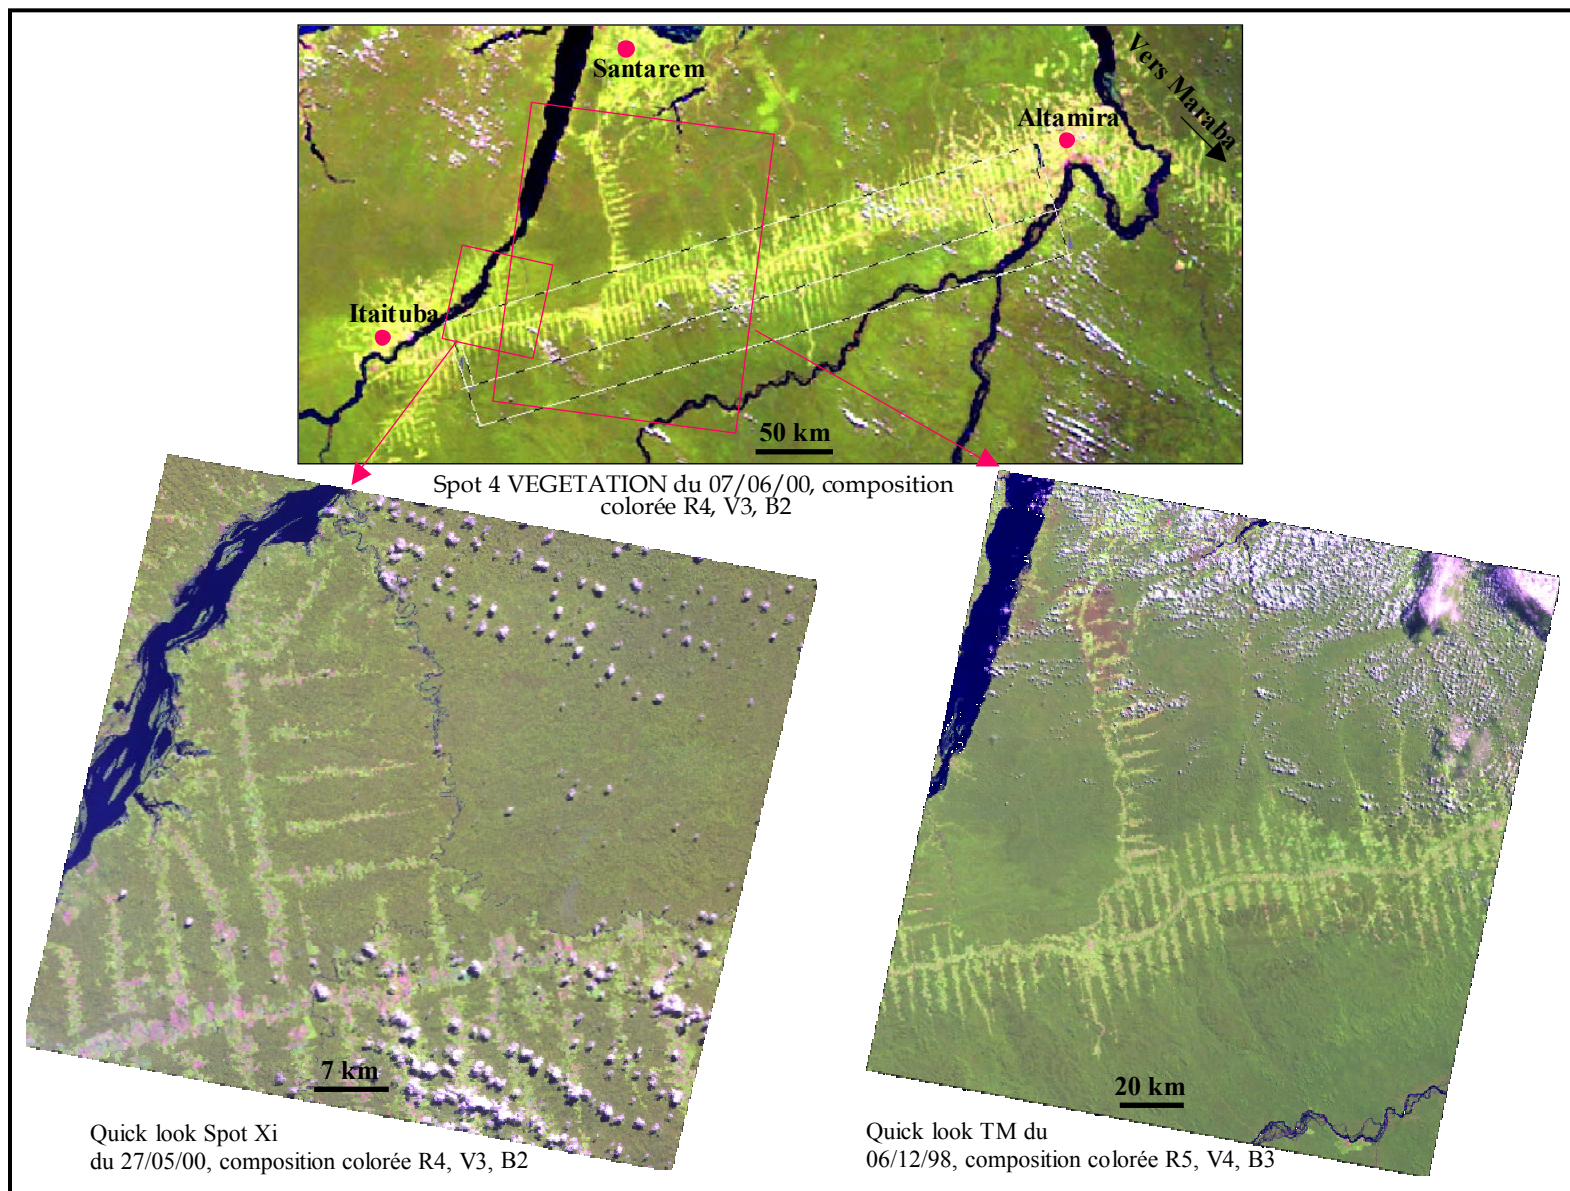 Santarem
Vers Maraba
Altamira
Itaituba
50 km
Spot 4 VEGETATION du 07/06/00, composition
colorée R4, V3, B2
7 km
20 km
Quick look Spot Xi
du 27/05/00, composition colorée R4, V3, B2
Quick look TM du
06/12/98, composition colorée R5, V4, B3